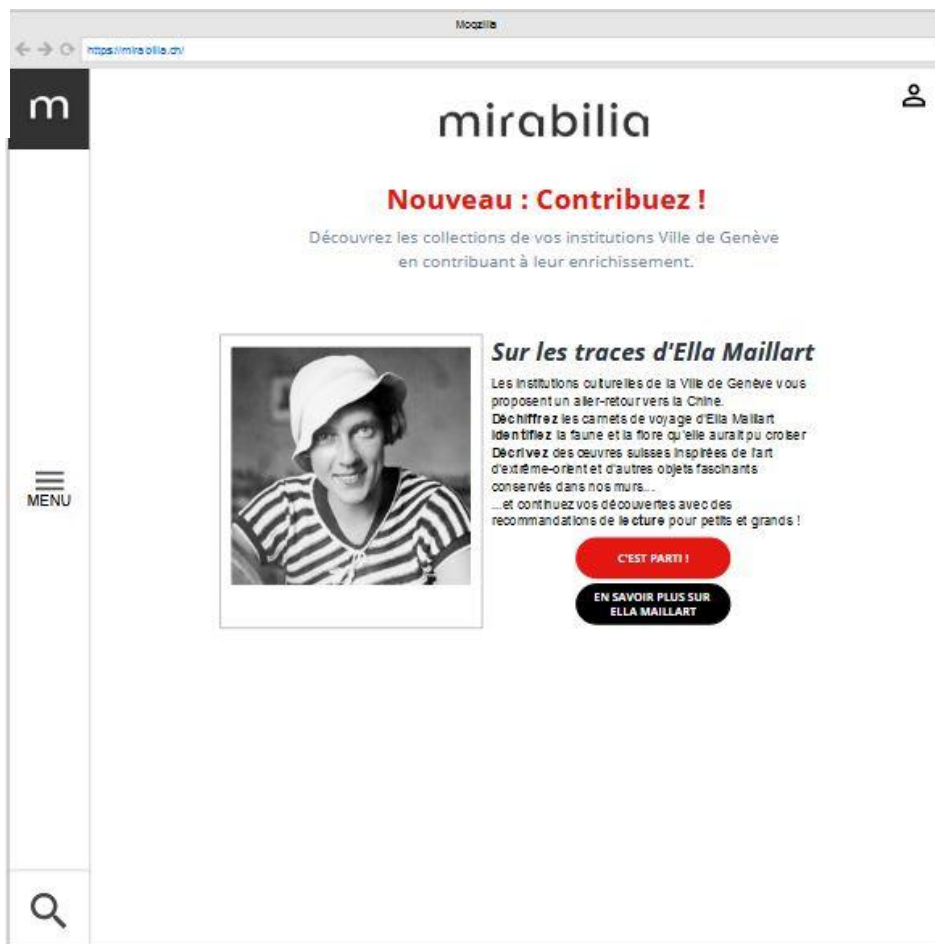 Moqzilla
https://mirabilia.ch/
m
mirabilia
Nouveau : Contribuez !
Découvrez les collections de vos institutions Ville de Genève
en contribuant à leur enrichissement.
Sur les traces d'Ella Maillart
Les institutions culturelles de la Ville de Genève vous
proposent un aller-retour vers la Chine.
Déchiffrez les carnets de voyage d'Ella Maillart
Identifiez la faune et la flore qu'elle aurait pu croiser
Décrivez des œuvres suisses inspirées de l'art
d'extrême-orient et d'autres objets fascinants
conservés dans nos murs...
...et continuez vos découvertes avec des
recommandations de lecture pour petits et grands !
C'EST PARTI !
EN SAVOIR PLUS SUR
ELLA MAILLART
MENU